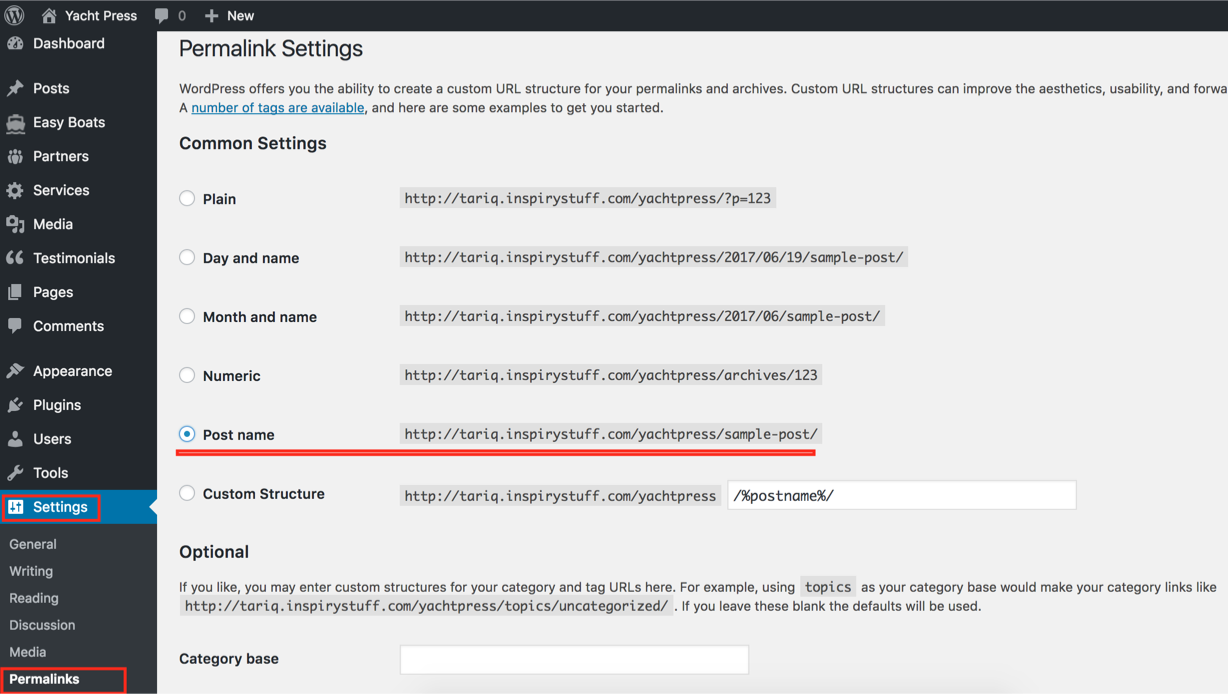 Yacht Press 0 New
Dashboard
Posts
Easy Boats
Partners
Services
Media
Testimonials
Pages
Comments
Appearance
Plugins
Users
Tools
Settings
General
Writing
Reading
Discussion
Media
Permalinks
Permalink Settings
WordPress offers you the ability to create a custom URL structure for your permalinks and archives. Custom URL structures can improve the aesthetics, usability, and forwa
A number of tags are available, and here are some examples to get you started.
Common Settings
Plain http://tariq.inspirystuff.com/yachtpress/?p=123
Day and name http://tariq.inspirystuff.com/yachtpress/2017/06/19/sample-post/
Month and name http://tariq.inspirystuff.com/yachtpress/2017/06/sample-post/
Numeric http://tariq.inspirystuff.com/yachtpress/archives/123
Post name http://tariq.inspirystuff.com/yachtpress/sample-post/
Custom Structure http://tariq.inspirystuff.com/yachtpress /%postname%/
Optional
If you like, you may enter custom structures for your category and tag URLs here. For example, using topics as your category base would make your category links like
http://tariq.inspirystuff.com/yachtpress/topics/uncategorized/ . If you leave these blank the defaults will be used.
Category base